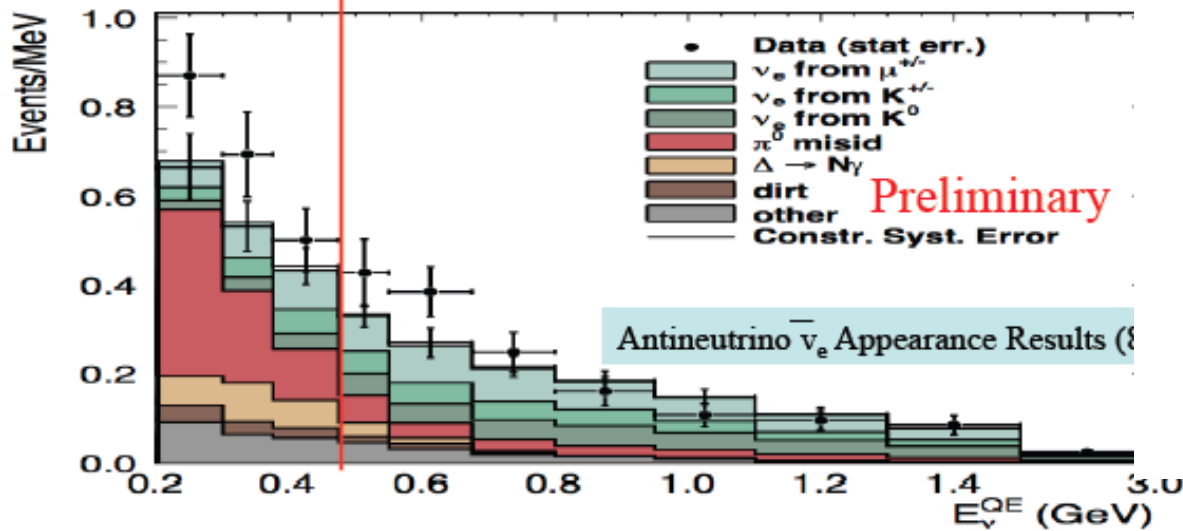 Events/MeV
1.0
0.8
0.6
0.4
0.2
0.0
Data (stat err.)
νe from μ+/-
νe from K+/-
νe from K0
π0 misid
Δ → Nγ
dirt
other
Constr. Syst. Error
Preliminary
Antineutrino ν̅e Appearance Results (8
0.2 0.4 0.6 0.8 1.0 1.2 1.4 3.0
EνQE (GeV)